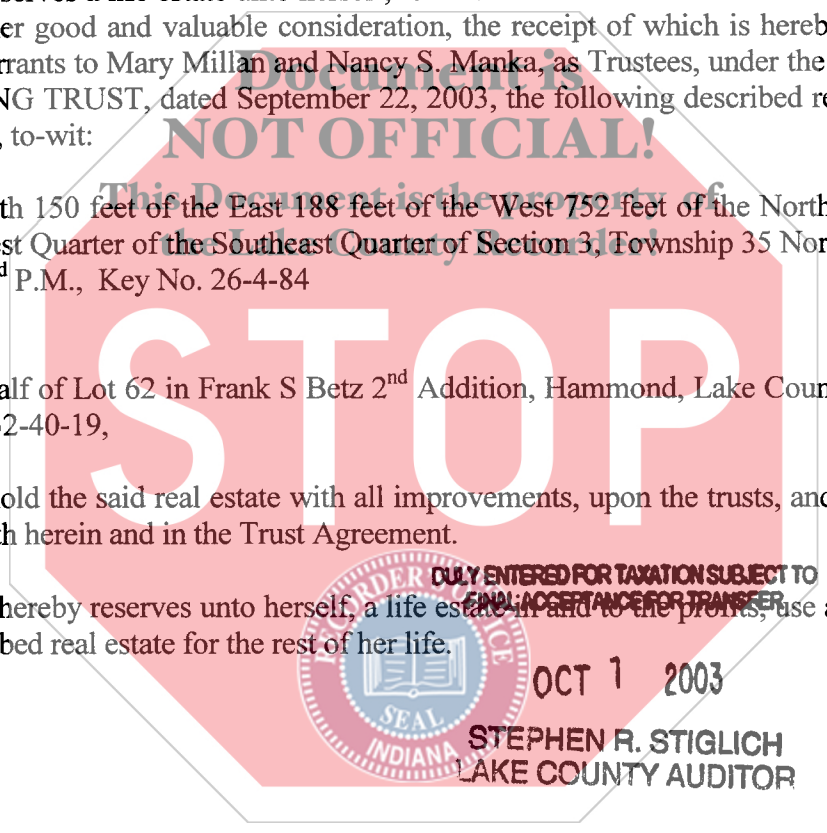 er good and valuable consideration, the receipt of which is hereb
rrants to Mary Millan and Nancy S. Manka, as Trustees, under the
NG TRUST, dated September 22, 2003, the following described re
, to-wit:
Document is
NOT OFFICIAL!
This Document is the property of
the Lake County Recorder!
th 150 feet of the East 188 feet of the West 752 feet of the North
est Quarter of the Southeast Quarter of Section 3, Township 35 Nor
d P.M., Key No. 26-4-84
STOP
alf of Lot 62 in Frank S Betz 2nd Addition, Hammond, Lake Coun
2-40-19,
old the said real estate with all improvements, upon the trusts, and
th herein and in the Trust Agreement.
DULY ENTERED FOR TAXATION SUBJECT TO
FINAL ACCEPTANCE FOR TRANSFER
hereby reserves unto herself, a life estate in and to the profits, use a
bed real estate for the rest of her life.
RECORDER'S OFFICE
SEAL
INDIANA
OCT 1 2003
STEPHEN R. STIGLICH
LAKE COUNTY AUDITOR